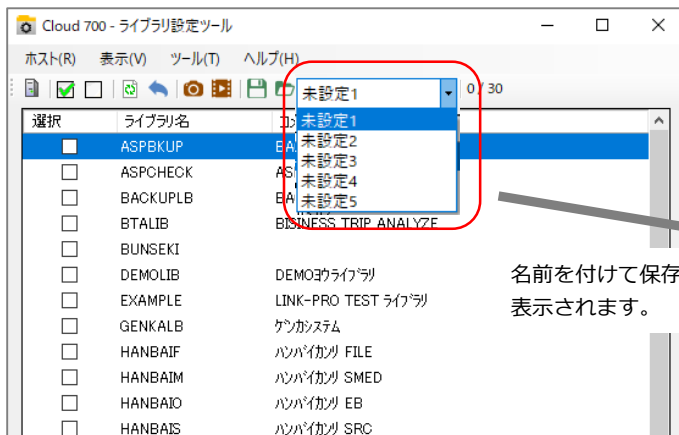 Cloud 700 - ライブラリ設定ツール
ホスト(R) 表示(V) ツール(T) ヘルプ(H)
未設定1 0 / 30
選択 ライブラリ名
未設定1
未設定2
未設定3
未設定4
未設定5
ASPBKUP
ASPCHECK
BACKUPLB
BTALIB BISINESS TRIP ANALYZE
BUNSEKI
DEMOLIB DEMOヨウライブラリ
EXAMPLE LINK-PRO TEST ライブラリ
GENKALB ゲンカシステム
HANBAIF ハンバイカンリ FILE
HANBAIM ハンバイカンリ SMED
HANBAIO ハンバイカンリ EB
HANBAIS ハンバイカンリ SRC
名前を付けて保存
表示されます。